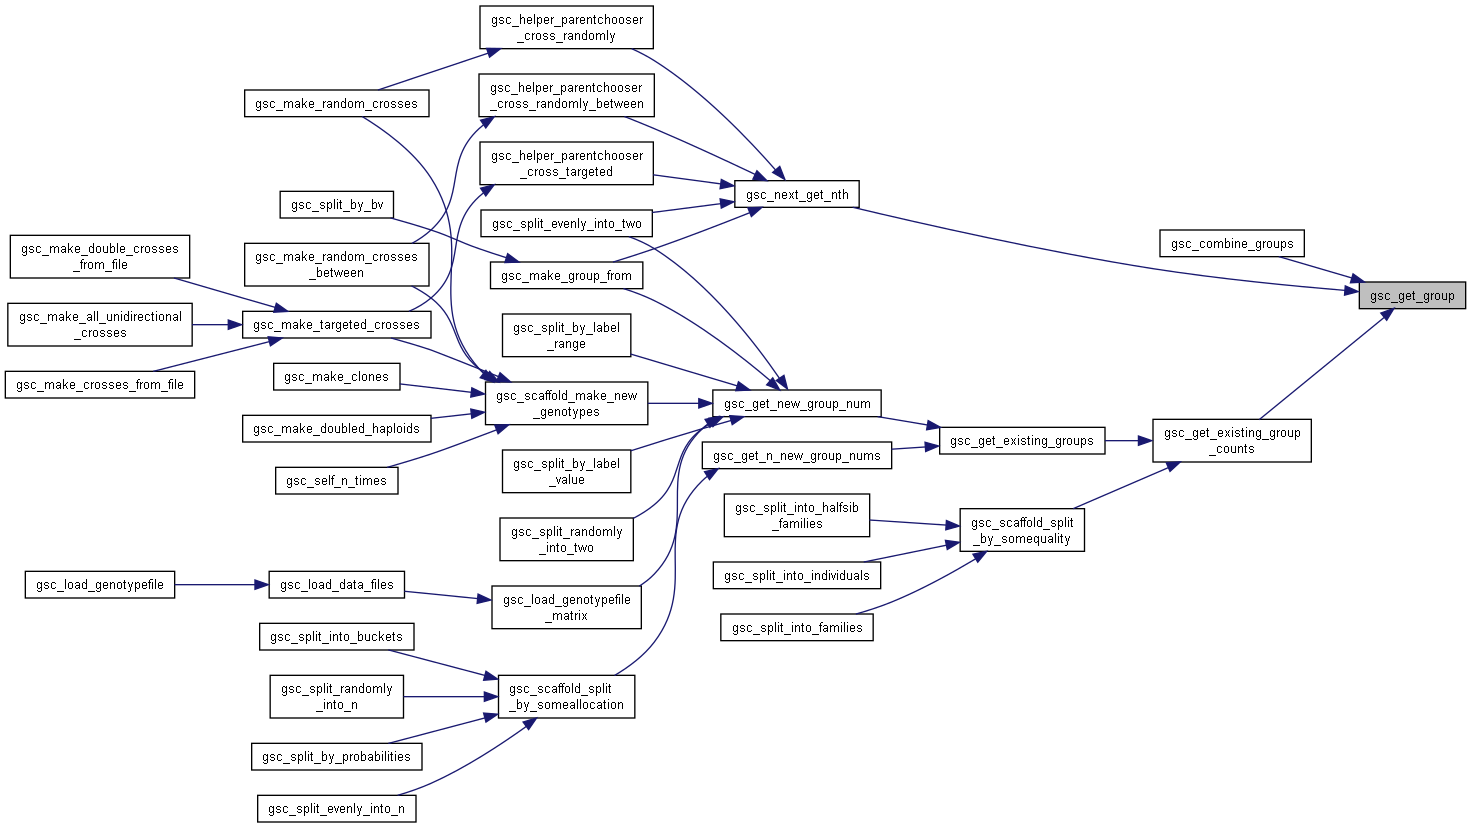 gsc_helper_parentchooser
_cross_randomly
gsc_make_random_crosses
gsc_helper_parentchooser
_cross_randomly_between
gsc_helper_parentchooser
_cross_targeted
gsc_next_get_nth
gsc_split_by_bv
gsc_split_evenly_into_two
gsc_make_double_crosses
_from_file
gsc_make_random_crosses
_between
gsc_make_group_from
gsc_combine_groups
gsc_get_group
gsc_make_all_unidirectional
_crosses
gsc_make_targeted_crosses
gsc_split_by_label
_range
gsc_make_crosses_from_file
gsc_make_clones
gsc_scaffold_make_new
_genotypes
gsc_get_new_group_num
gsc_make_doubled_haploids
gsc_get_existing_groups
gsc_get_existing_group
_counts
gsc_get_n_new_group_nums
gsc_self_n_times
gsc_split_by_label
_value
gsc_split_into_halfsib
_families
gsc_scaffold_split
_by_somequality
gsc_split_randomly
_into_two
gsc_split_into_individuals
gsc_load_genotypefile
gsc_load_data_files
gsc_load_genotypefile
_matrix
gsc_split_into_families
gsc_split_into_buckets
gsc_split_randomly
_into_n
gsc_scaffold_split
_by_someallocation
gsc_split_by_probabilities
gsc_split_evenly_into_n